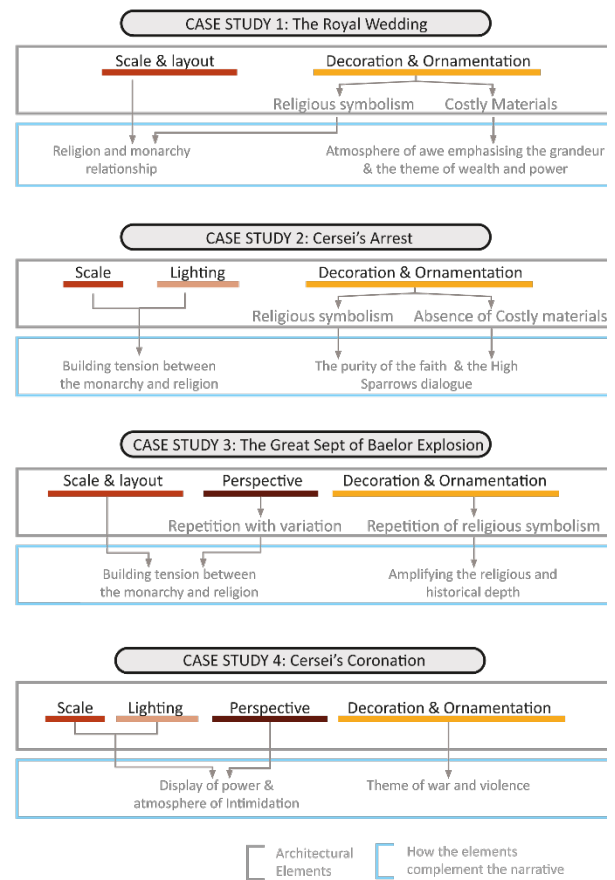 CASE STUDY 1: The Royal Wedding
Scale & layout
Decoration & Ornamentation
Religious symbolism
Costly Materials
Religion and monarchy
relationship
Atmosphere of awe emphasising the grandeur
& the theme of wealth and power
CASE STUDY 2: Cersei's Arrest
Scale
Lighting
Decoration & Ornamentation
Religious symbolism
Absence of Costly materials
Building tension between
the monarchy and religion
The purity of the faith & the High
Sparrows dialogue
CASE STUDY 3: The Great Sept of Baelor Explosion
Scale & layout
Perspective
Decoration & Ornamentation
Repetition with variation
Repetition of religious symbolism
Building tension between
the monarchy and religion
Amplifying the religious and
historical depth
CASE STUDY 4: Cersei's Coronation
Scale
Lighting
Perspective
Decoration & Ornamentation
Display of power &
atmosphere of Intimidation
Theme of war and violence
Architectural
Elements
How the elements
complement the narrative